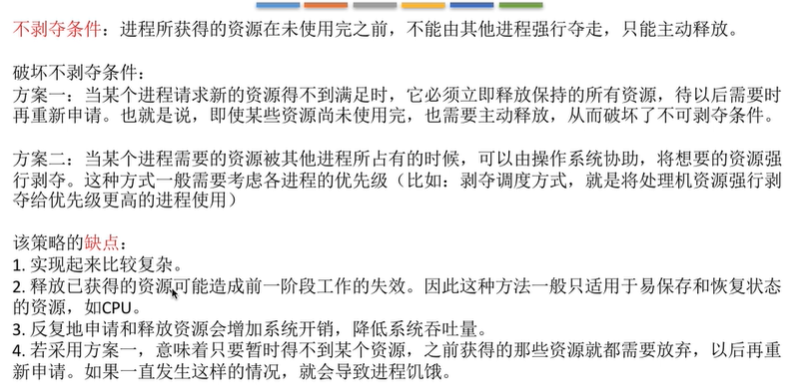 不剥夺条件：进程所获得的资源在未使用完之前，不能由其他进程强行夺走，只能主动释放。
破坏不剥夺条件：
方案一：当某个进程请求新的资源得不到满足时，它必须立即释放保持的所有资源，待以后需要时
再重新申请。也就是说，即使某些资源尚未使用完，也需要主动释放，从而破坏了不可剥夺条件。
方案二：当某个进程需要的资源被其他进程所占有的时候，可以由操作系统协助，将想要的资源强
行剥夺。这种方式一般需要考虑各进程的优先级（比如：剥夺调度方式，就是将处理机资源强行剥
夺给优先级更高的进程使用）
该策略的缺点：
1. 实现起来比较复杂。
2. 释放已获得的资源可能造成前一阶段工作的失效。因此这种方法一般只适用于易保存和恢复状态
的资源，如CPU。
3. 反复地申请和释放资源会增加系统开销，降低系统吞吐量。
4. 若采用方案一，意味着只要暂时得不到某个资源，之前获得的那些资源就都需要放弃，以后再重
新申请。如果一直发生这样的情况，就会导致进程饥饿。